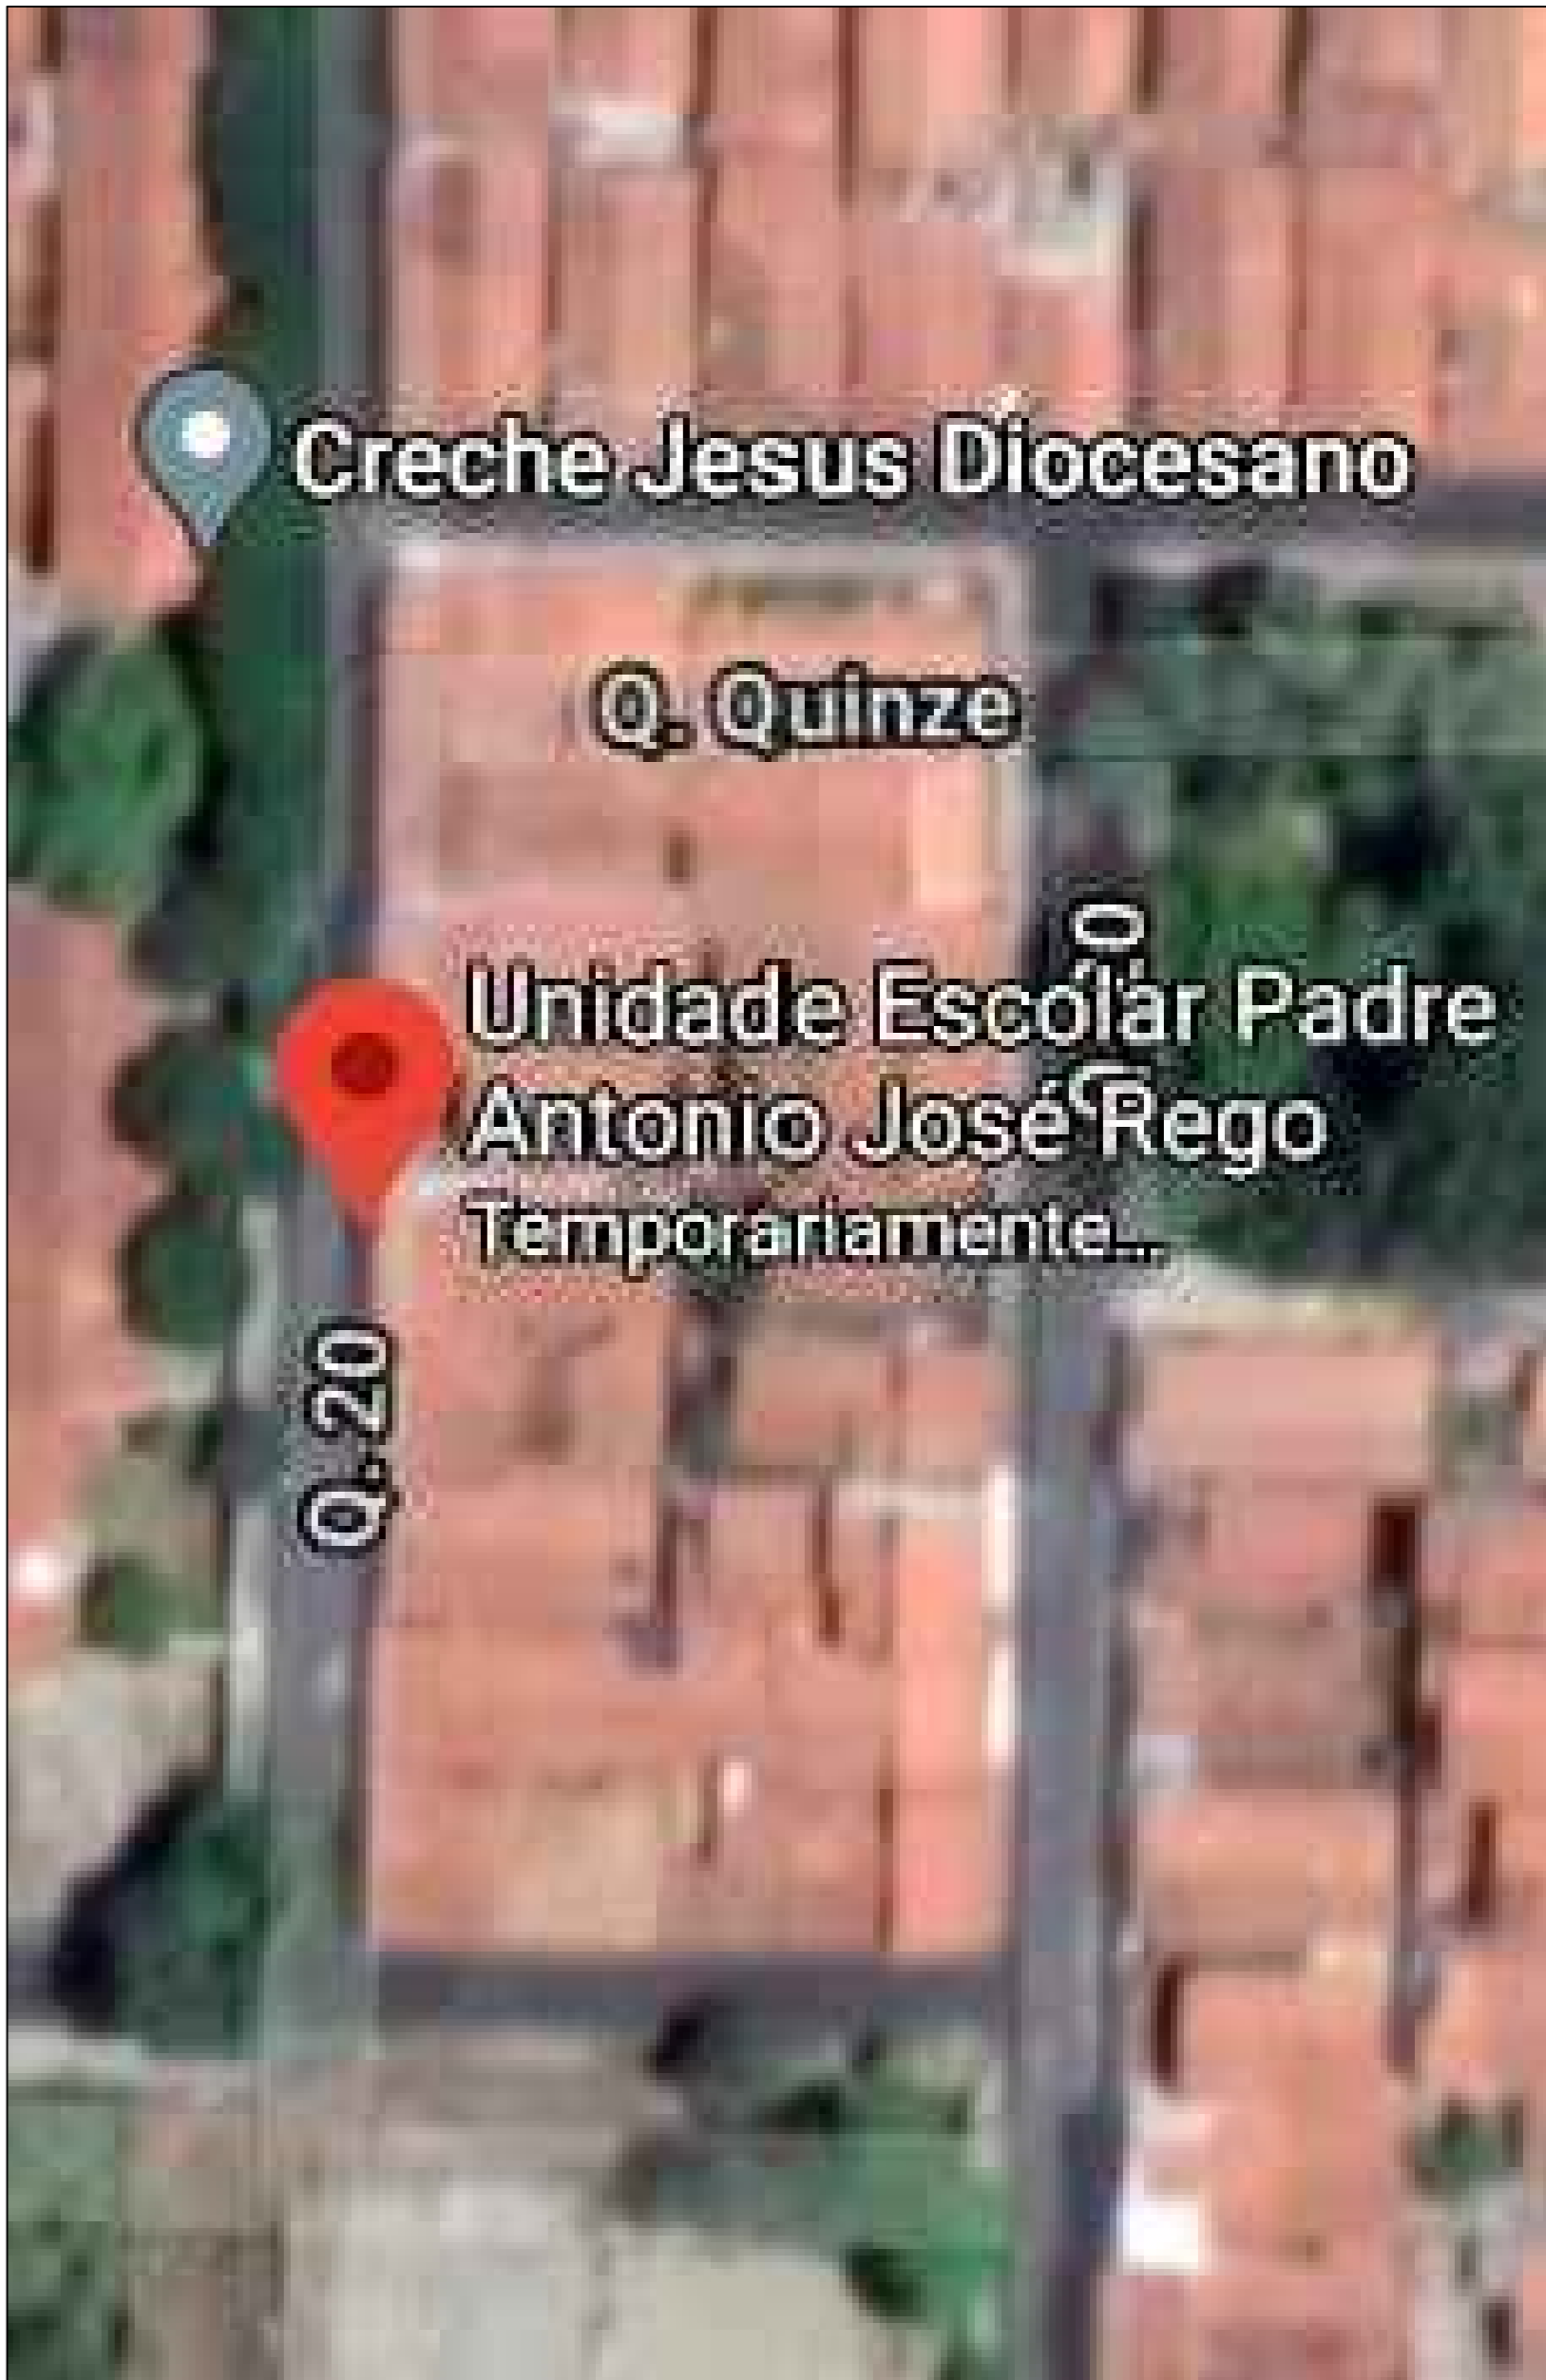 Creche Jesus Diocesano
Q. Quinze
Unidade Escolar Padre
Antonio José Rego
Temporariamente...
Q. 20